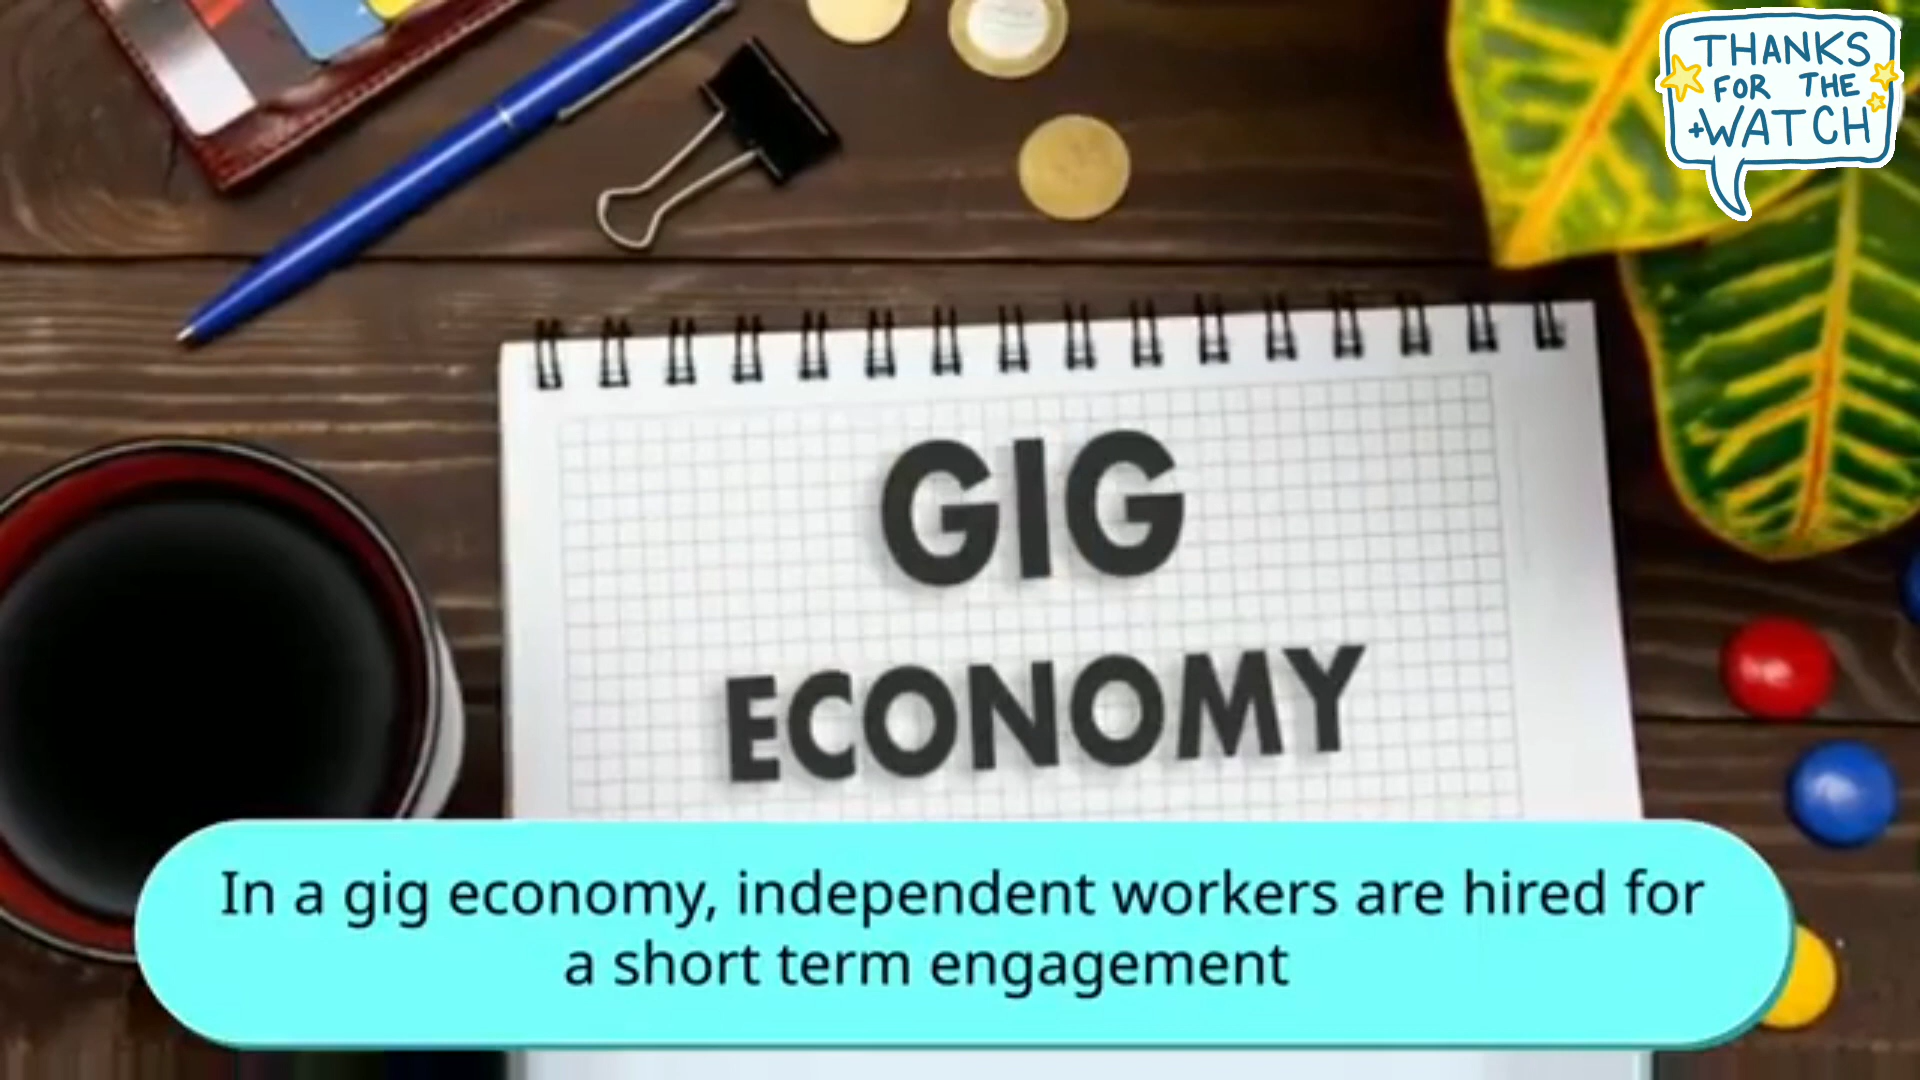 THANKS
FOR THE
WATCH
GIG
ECONOMY
In a gig economy, independent workers are hired for
a short term engagement